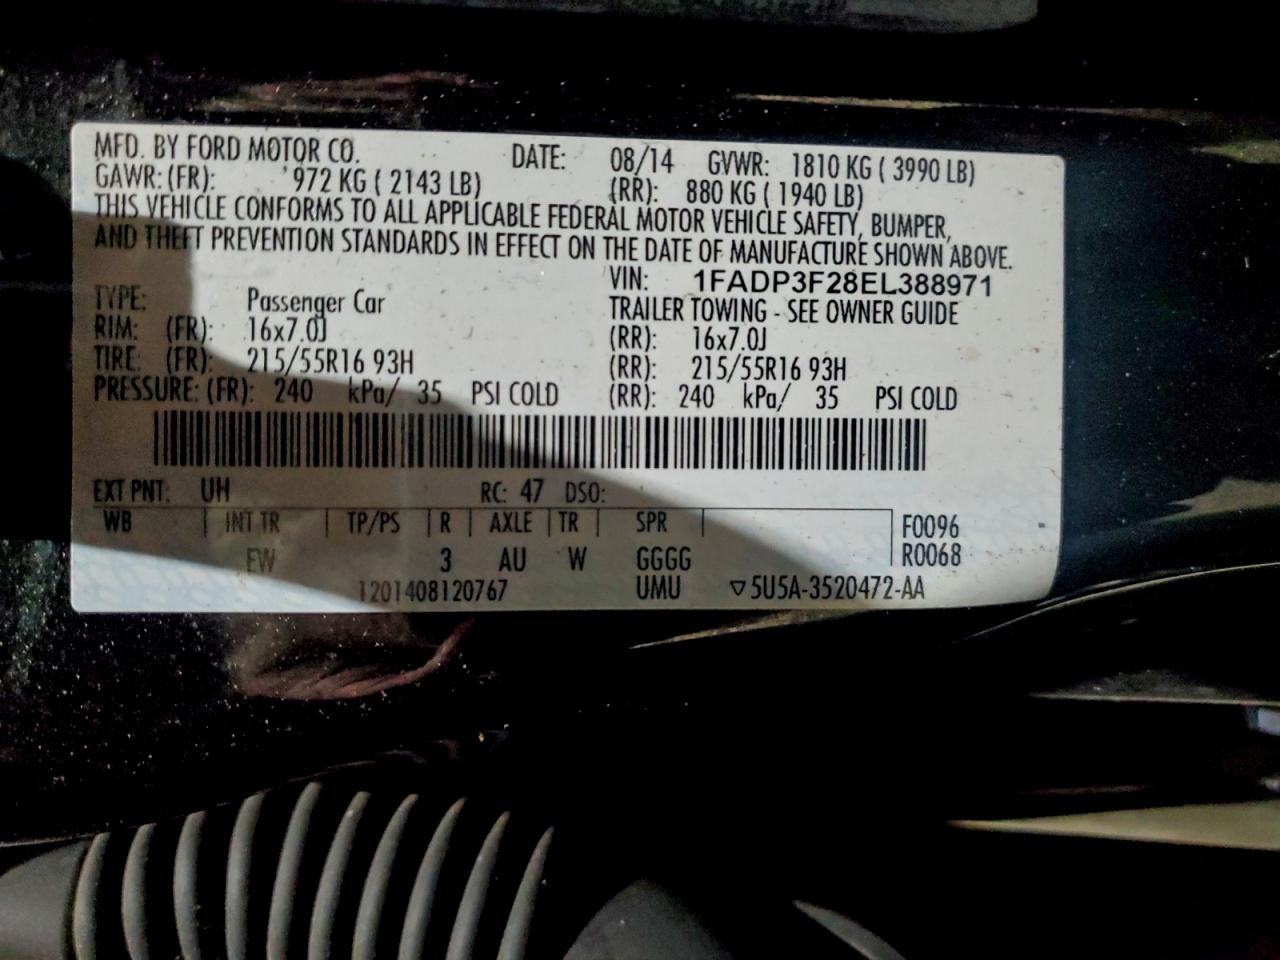 MFD. BY FORD MOTOR CO. DATE: 08/14 GVWR: 1810 KG ( 3990 LB)
GAWR: (FR): 972 KG ( 2143 LB) (RR): 880 KG ( 1940 LB)
THIS VEHICLE CONFORMS TO ALL APPLICABLE FEDERAL MOTOR VEHICLE SAFETY, BUMPER,
AND THEFT PREVENTION STANDARDS IN EFFECT ON THE DATE OF MANUFACTURE SHOWN ABOVE.
VIN: 1FADP3F28EL388971
TYPE: Passenger Car TRAILER TOWING - SEE OWNER GUIDE
RIM: (FR): 16x7.0J (RR): 16x7.0J
TIRE: (FR): 215/55R16 93H (RR): 215/55R16 93H
PRESSURE: (FR): 240 kPa/ 35 PSI COLD (RR): 240 kPa/ 35 PSI COLD
EXT PNT: UH RC: 47 DSO:
WB | INT TR | TP/PS | R | AXLE | TR | SPR | F0096
EW 3 AU W GGGG R0068
1201408120767 UMU ▽5U5A-3520472-AA